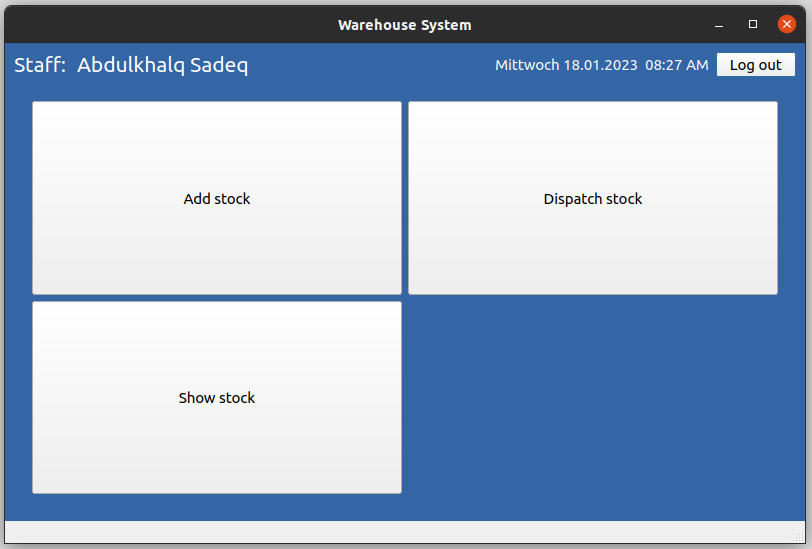 Warehouse System
Staff:  Abdulkhalq Sadeq
Mittwoch 18.01.2023  08:27 AM
Log out
Add stock
Dispatch stock
Show stock